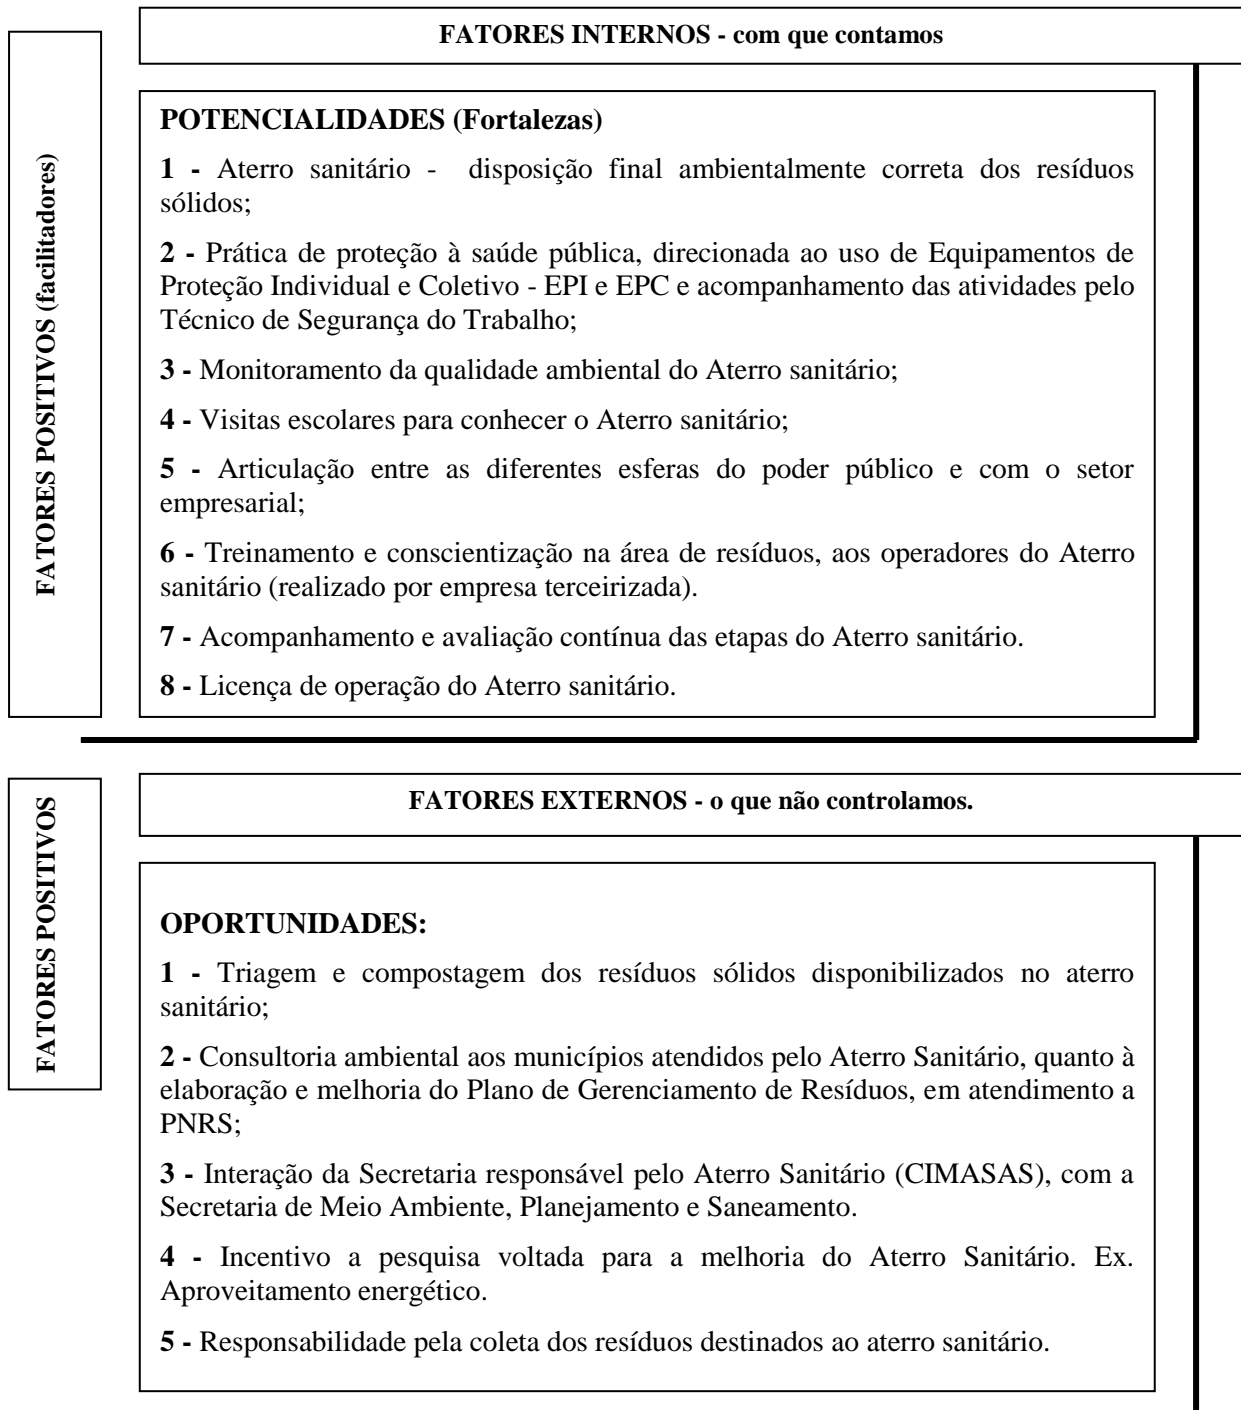 FATORES INTERNOS - com que contamos
FATORES POSITIVOS (facilitadores)
POTENCIALIDADES (Fortalezas)
1 - Aterro sanitário - disposição final ambientalmente correta dos resíduos
sólidos;
2 - Prática de proteção à saúde pública, direcionada ao uso de Equipamentos de
Proteção Individual e Coletivo - EPI e EPC e acompanhamento das atividades pelo
Técnico de Segurança do Trabalho;
3 - Monitoramento da qualidade ambiental do Aterro sanitário;
4 - Visitas escolares para conhecer o Aterro sanitário;
5 - Articulação entre as diferentes esferas do poder público e com o setor
empresarial;
6 - Treinamento e conscientização na área de resíduos, aos operadores do Aterro
sanitário (realizado por empresa terceirizada).
7 - Acompanhamento e avaliação contínua das etapas do Aterro sanitário.
8 - Licença de operação do Aterro sanitário.
FATORES EXTERNOS - o que não controlamos.
FATORES POSITIVOS
OPORTUNIDADES:
1 - Triagem e compostagem dos resíduos sólidos disponibilizados no aterro
sanitário;
2 - Consultoria ambiental aos municípios atendidos pelo Aterro Sanitário, quanto à
elaboração e melhoria do Plano de Gerenciamento de Resíduos, em atendimento a
PNRS;
3 - Interação da Secretaria responsável pelo Aterro Sanitário (CIMASAS), com a
Secretaria de Meio Ambiente, Planejamento e Saneamento.
4 - Incentivo a pesquisa voltada para a melhoria do Aterro Sanitário. Ex.
Aproveitamento energético.
5 - Responsabilidade pela coleta dos resíduos destinados ao aterro sanitário.